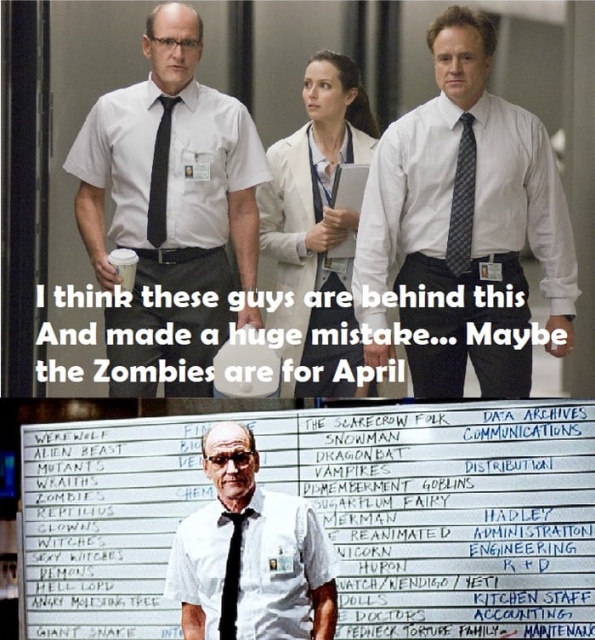 I think these guys are behind this
And made a huge mistake... Maybe
the Zombies are for April
WEREWOLF
ALIEN BEAST
MUTANTS
WRAITHS
ZOMBIES
REPTILIUS
CLOWNS
WITCHES
SEXY WITCHES
DEMONS
HELL LORD
ANGRY MOLESTING TREE
GIANT SNAKE
THE SCARECROW FOLK DATA ARCHIVES
SNOWMAN COMMUNICATIONS
DRAGONBAT
VAMPIRES DISTRIBUTION
DISMEMBERMENT GOBLINS
SUGARPLUM FAIRY
MERMAN HADLEY
REANIMATED ADMINISTRATION
UNICORN ENGINEERING
HURON R+D
SASQUATCH/WENDIGO/YETI
DOLLS KITCHEN STAFF
DOCTORS ACCOUNTING
REDNECK TORTURE FAMILY MAINTENANC